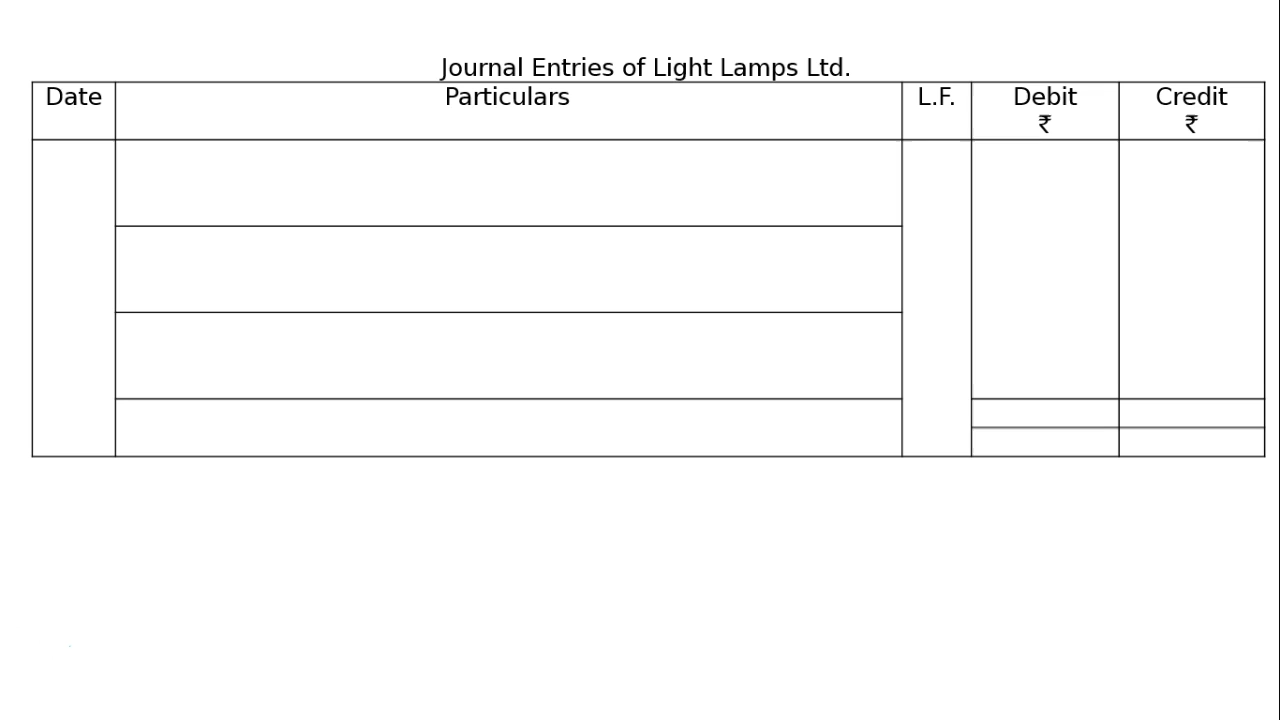 Journal Entries of Light Lamps Ltd.
Date Particulars L.F. Debit Credit
₹ ₹